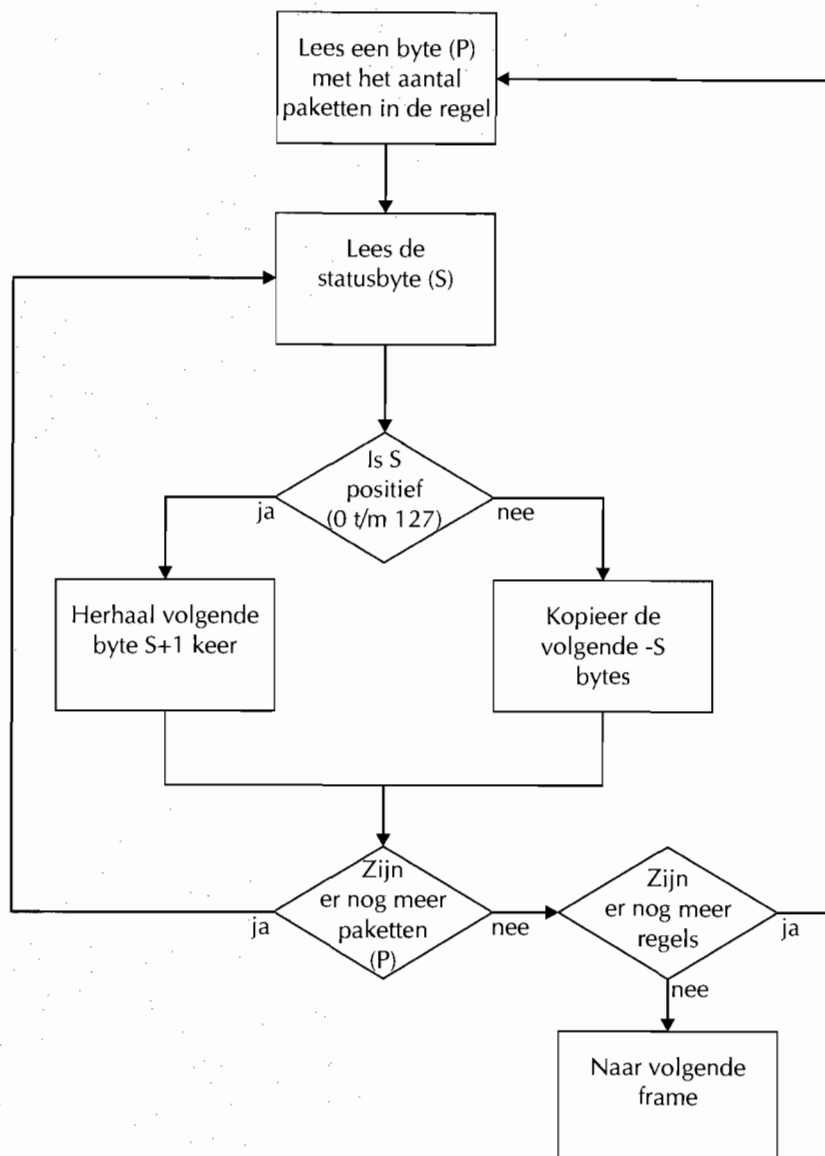 Lees een byte (P)
met het aantal
paketten in de regel
Lees de
statusbyte (S)
Is S
positief
(0 t/m 127)
ja
nee
Herhaal volgende
byte S+1 keer
Kopieer de
volgende -S
bytes
Zijn
er nog meer
paketten
(P)
ja
nee
Zijn
er nog meer
regels
ja
nee
Naar volgende
frame